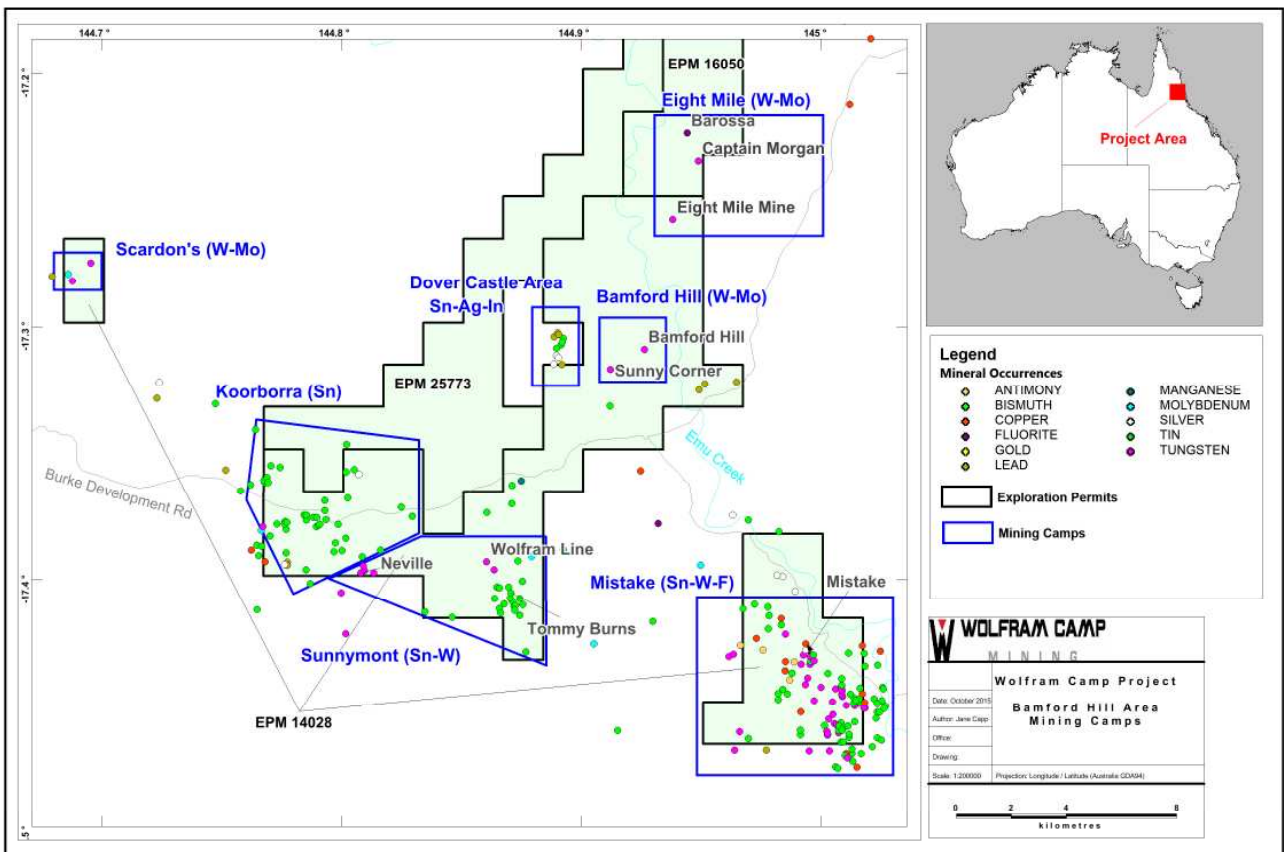 144.7 °
144.8 °
144.9 °
145 °
-17.2 °
-17.3 °
-17.4 °
5 °
EPM 16050
Eight Mile (W-Mo)
Barossa
Captain Morgan
Eight Mile Mine
Scardon's (W-Mo)
Dover Castle Area
Sn-Ag-In
Bamford Hill (W-Mo)
Bamford Hill
Sunny Corner
EPM 25773
Koorborra (Sn)
Burke Development Rd
Emu Creek
Neville
Wolfram Line
Tommy Burns
Mistake (Sn-W-F)
Mistake
Sunnymont (Sn-W)
EPM 14028
Project Area
Legend
Mineral Occurrences
ANTIMONY
BISMUTH
COPPER
FLUORITE
GOLD
LEAD
MANGANESE
MOLYBDENUM
SILVER
TIN
TUNGSTEN
Exploration Permits
Mining Camps
WOLFRAM CAMP
MINING
Wolfram Camp Project
Bamford Hill Area
Mining Camps
Date: October 2015
Author: Jane Capp
Office:
Drawing:
Scale: 1:200000
Projection: Longitude / Latitude (Australia GDA94)
0 2 4 8
kilometres